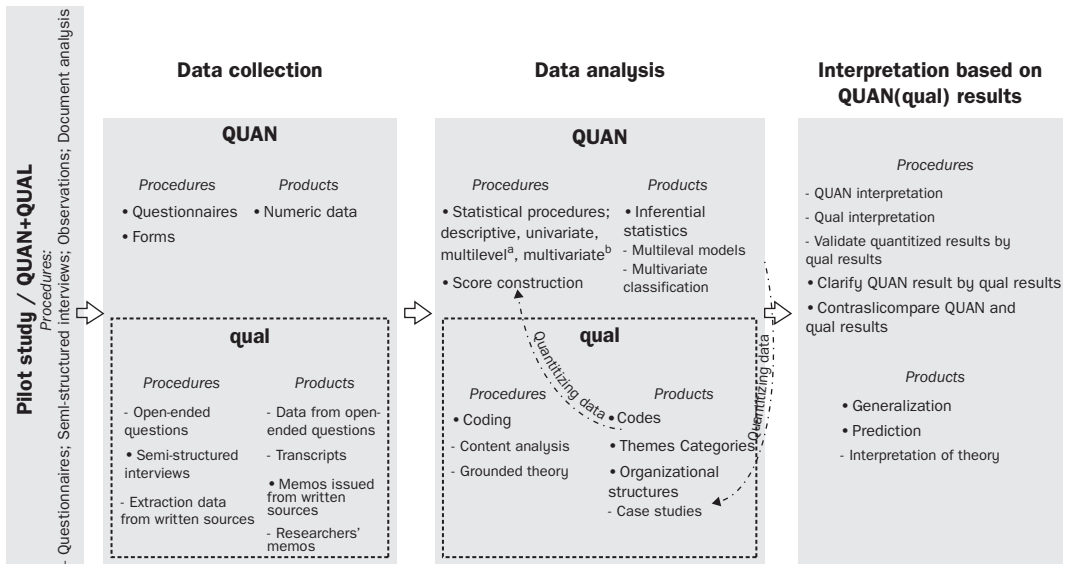 Pilot study / QUAN+QUAL
Procedures:
- Questionnaires; Semi-structured interviews; Observations; Document analysis
Data collection
QUAN
Procedures
• Questionnaires
• Forms
Products
• Numeric data
qual
Procedures
- Open-ended
questions
• Semi-structured
interviews
- Extraction data
from written sources
Products
- Data from open-
ended questions
- Transcripts
• Memos issued
from written
sources
- Researchers'
memos
Data analysis
QUAN
Procedures
• Statistical procedures;
descriptive, univariate,
multilevelᵃ, multivariateᵇ
• Score construction
Products
• Inferential
statistics
- Multileval models
- Multivariate
classification
Quantitizing data
Quantitizing data
qual
Procedures
• Coding
- Content analysis
- Grounded theory
Products
• Codes
• Themes Categories
• Organizational
structures
- Case studies
Interpretation based on
QUAN(qual) results
Procedures
- QUAN interpretation
- Qual interpretation
- Validate quantitized results by
qual results
• Clarify QUAN result by qual results
• Contraslicompare QUAN and
qual results
Products
• Generalization
• Prediction
- Interpretation of theory